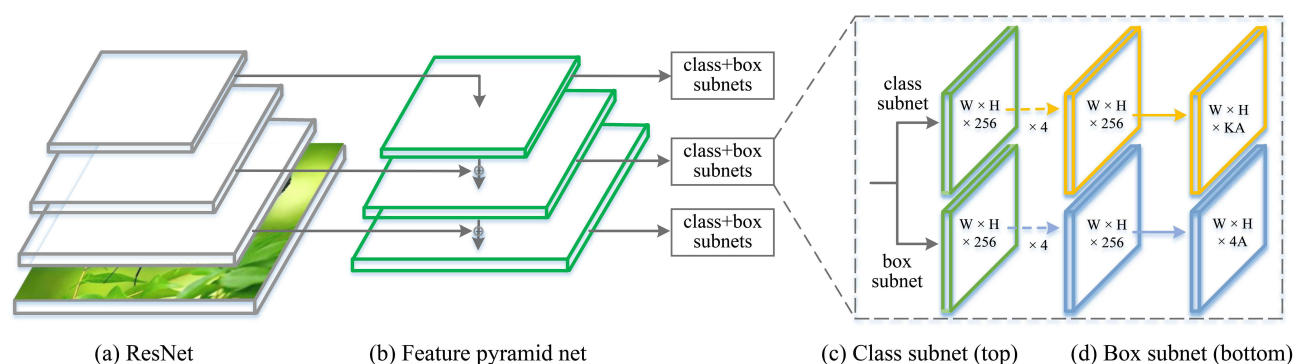 class+box
subnets
class+box
subnets
class+box
subnets
class
subnet
W × H
× 256
× 4
W × H
× 256
W × H
× KA
box
subnet
W × H
× 256
× 4
W × H
× 256
W × H
× 4A
(a) ResNet
(b) Feature pyramid net
(c) Class subnet (top)
(d) Box subnet (bottom)